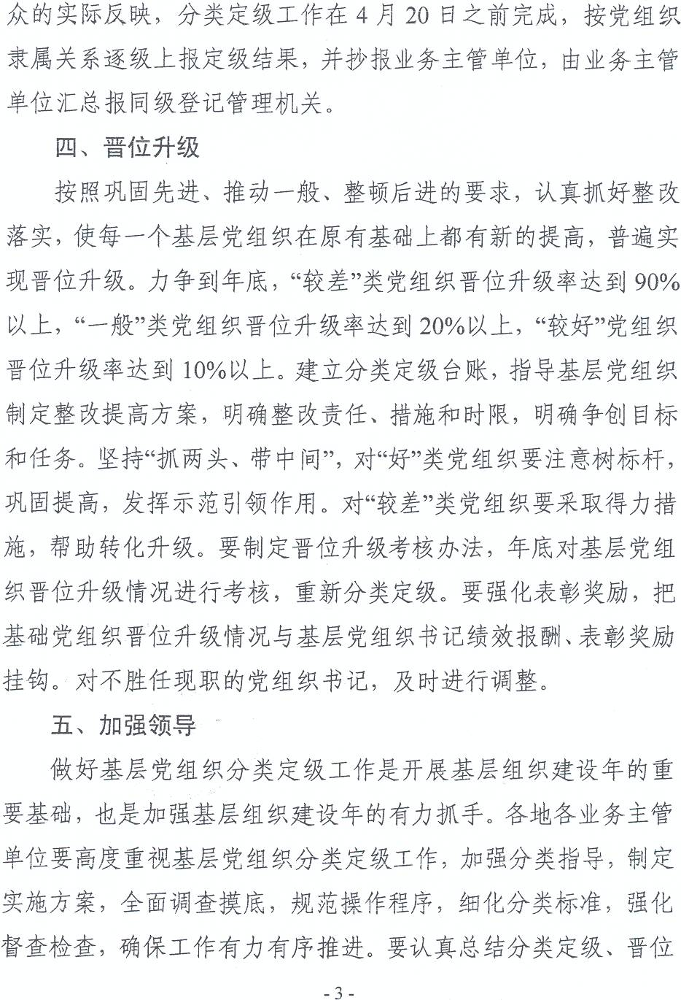 众的实际反映，分类定级工作在 4 月 20 日之前完成，按党组织
隶属关系逐级上报定级结果，并抄报业务主管单位，由业务主管
单位汇总报同级登记管理机关。
四、晋位升级
按照巩固先进、推动一般、整顿后进的要求，认真抓好整改
落实，使每一个基层党组织在原有基础上都有新的提高，普遍实
现晋位升级。力争到年底，“较差”类党组织晋位升级率达到 90%
以上，“一般”类党组织晋位升级率达到 20%以上，“较好”党组织
晋位升级率达到 10%以上。建立分类定级台账，指导基层党组织
制定整改提高方案，明确整改责任、措施和时限，明确争创目标
和任务。坚持“抓两头、带中间”，对“好”类党组织要注意树标杆，
巩固提高，发挥示范引领作用。对“较差”类党组织要采取得力措
施，帮助转化升级。要制定晋位升级考核办法，年底对基层党组
织晋位升级情况进行考核，重新分类定级。要强化表彰奖励，把
基础党组织晋位升级情况与基层党组织书记绩效报酬、表彰奖励
挂钩。对不胜任现职的党组织书记，及时进行调整。
五、加强领导
做好基层党组织分类定级工作是开展基层组织建设年的重
要基础，也是加强基层组织建设年的有力抓手。各地各业务主管
单位要高度重视基层党组织分类定级工作，加强分类指导，制定
实施方案，全面调查摸底，规范操作程序，细化分类标准，强化
督查检查，确保工作有力有序推进。要认真总结分类定级、晋位
- 3 -